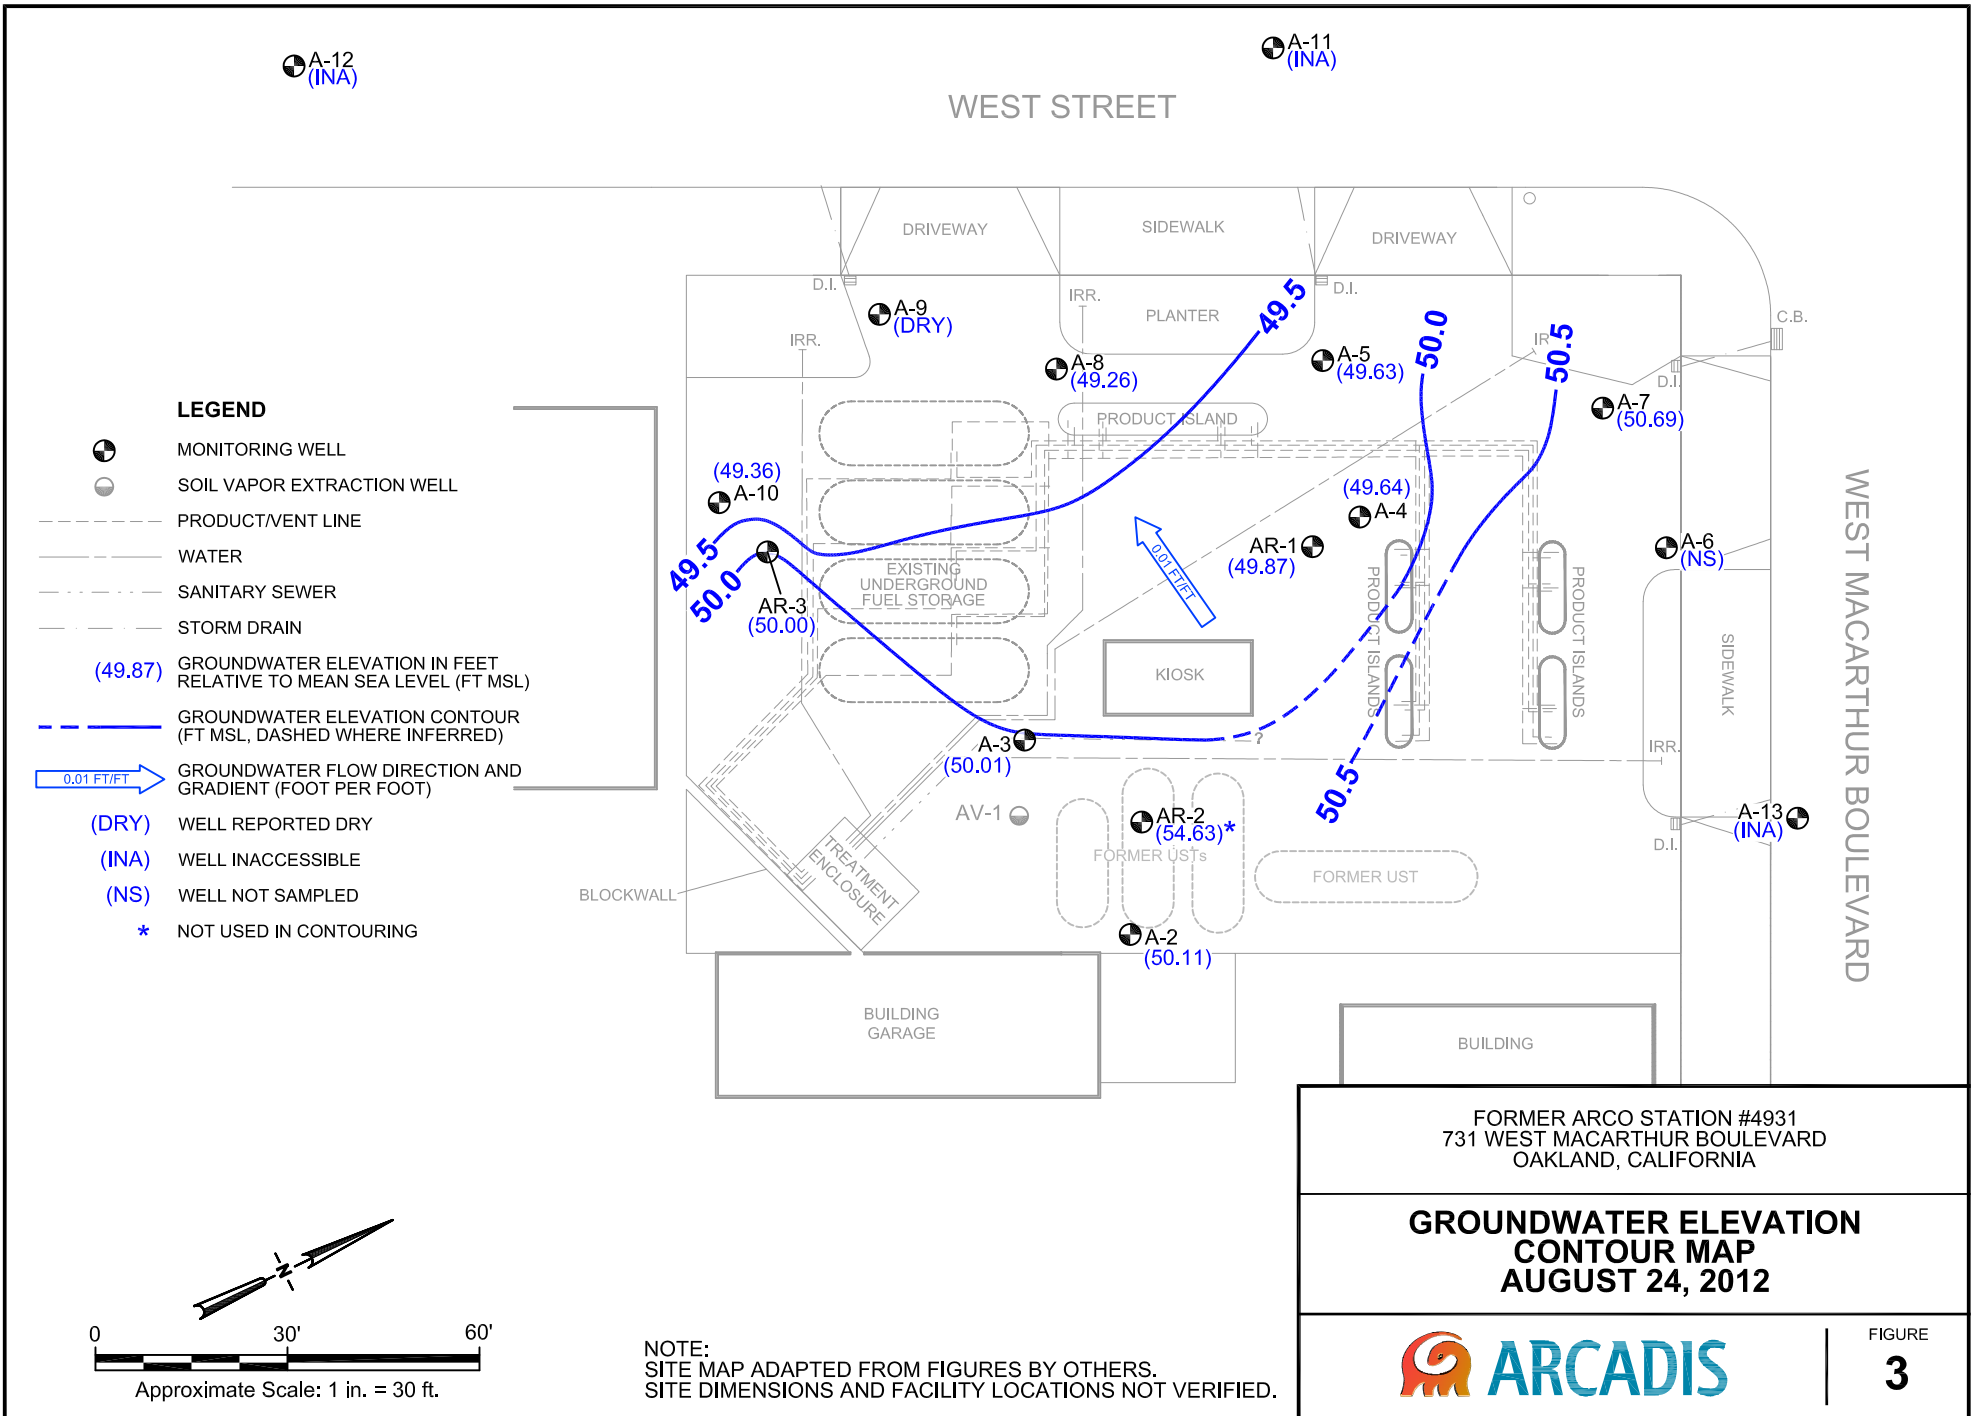 A-12
(INA)
A-11
(INA)
WEST STREET
DRIVEWAY
SIDEWALK
DRIVEWAY
D.I.
D.I.
IRR.
PLANTER
49.5
C.B.
A-9
(DRY)
IRR.
50.0
IR
50.5
A-8
(49.26)
A-5
(49.63)
D.I.
A-7
(50.69)
PRODUCT ISLAND
LEGEND
MONITORING WELL
SOIL VAPOR EXTRACTION WELL
PRODUCT/VENT LINE
WATER
SANITARY SEWER
STORM DRAIN
(49.87)
GROUNDWATER ELEVATION IN FEET
RELATIVE TO MEAN SEA LEVEL (FT MSL)
GROUNDWATER ELEVATION CONTOUR
(FT MSL, DASHED WHERE INFERRED)
0.01 FT/FT
GROUNDWATER FLOW DIRECTION AND
GRADIENT (FOOT PER FOOT)
(DRY)
WELL REPORTED DRY
(INA)
WELL INACCESSIBLE
(NS)
WELL NOT SAMPLED
*
NOT USED IN CONTOURING
(49.36)
A-10
(49.64)
A-4
49.5
50.0
AR-3
(50.00)
EXISTING
UNDERGROUND
FUEL STORAGE
0.01 FT/FT
AR-1
(49.87)
A-6
(NS)
PRODUCT ISLANDS
PRODUCT ISLANDS
SIDEWALK
WEST MACARTHUR BOULEVARD
KIOSK
A-3
(50.01)
?
IRR.
50.5
AV-1
AR-2
(54.63)*
A-13
(INA)
D.I.
FORMER USTs
FORMER UST
TREATMENT
ENCLOSURE
BLOCKWALL
A-2
(50.11)
BUILDING
GARAGE
BUILDING
FORMER ARCO STATION #4931
731 WEST MACARTHUR BOULEVARD
OAKLAND, CALIFORNIA
GROUNDWATER ELEVATION
CONTOUR MAP
AUGUST 24, 2012
N
0 30' 60'
Approximate Scale: 1 in. = 30 ft.
NOTE:
SITE MAP ADAPTED FROM FIGURES BY OTHERS.
SITE DIMENSIONS AND FACILITY LOCATIONS NOT VERIFIED.
ARCADIS
FIGURE
3